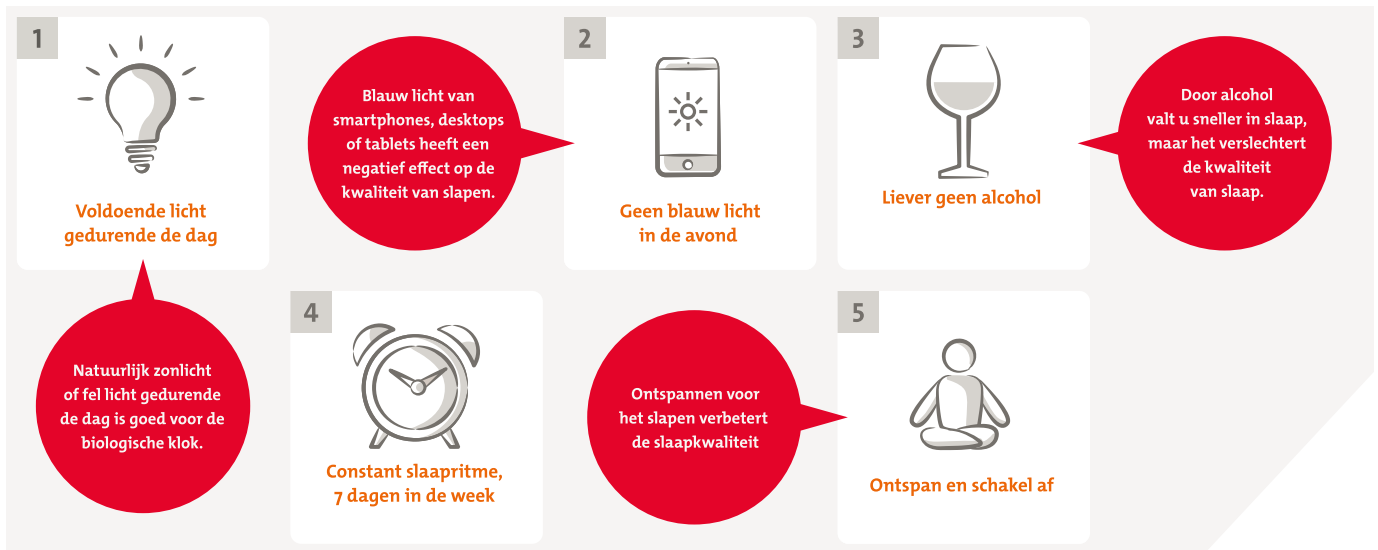 1
Voldoende licht
gedurende de dag
Natuurlijk zonlicht
of fel licht gedurende
de dag is goed voor de
biologische klok.
2
Geen blauw licht
in de avond
Blauw licht van
smartphones, desktops
of tablets heeft een
negatief effect op de
kwaliteit van slapen.
3
Liever geen alcohol
Door alcohol
valt u sneller in slaap,
maar het verslechtert
de kwaliteit
van slaap.
4
Constant slaapritme,
7 dagen in de week
5
Ontspan en schakel af
Ontspannen voor
het slapen verbetert
de slaapkwaliteit